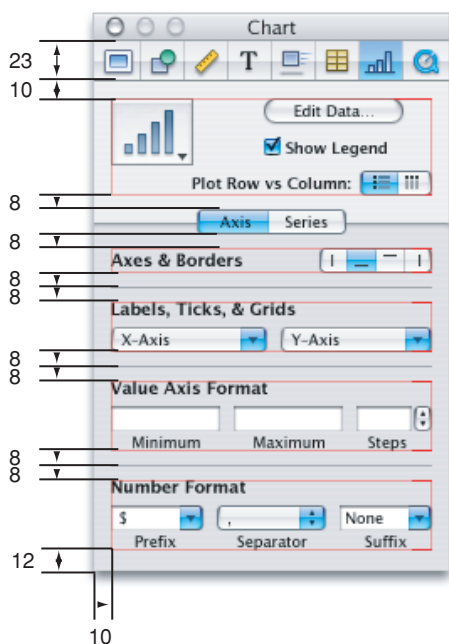 Chart
23
T
10
Edit Data...
Show Legend
Plot Row vs Column:
8
Axis Series
8
Axes & Borders
8
8
Labels, Ticks, & Grids
X-Axis Y-Axis
8
8
Value Axis Format
Minimum Maximum Steps
8
8
Number Format
$ , None
Prefix Separator Suffix
12
10